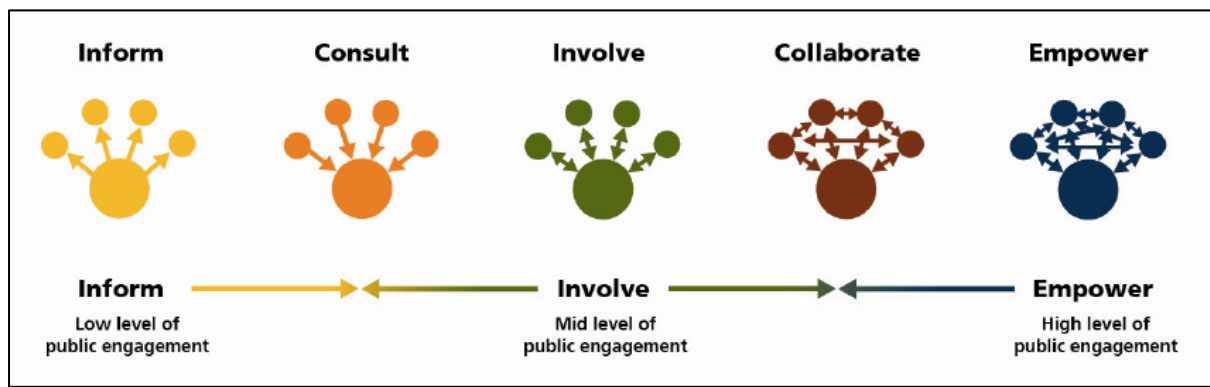 Inform
Consult
Involve
Collaborate
Empower
Inform
Involve
Empower
Low level of
public engagement
Mid level of
public engagement
High level of
public engagement